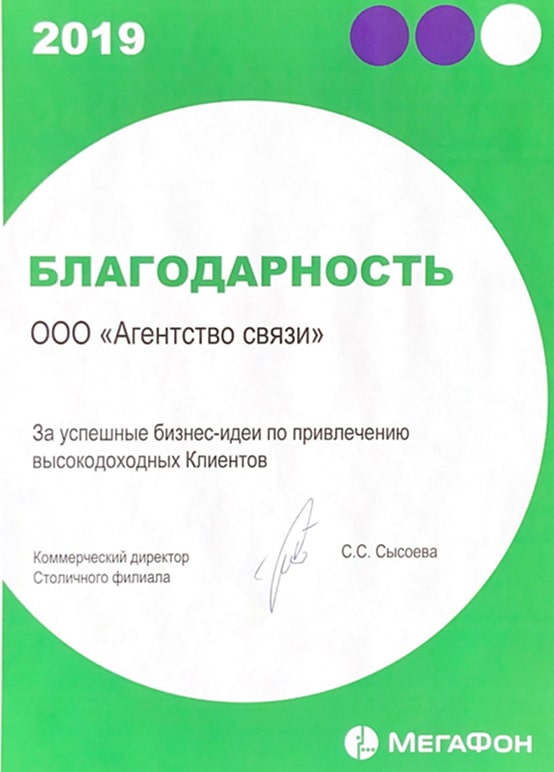 2019
БЛАГОДАРНОСТЬ
ООО «Агентство связи»
За успешные бизнес-идеи по привлечению
высокодоходных Клиентов
Коммерческий директор
Столичного филиала
С.С. Сысоева
МЕГАФОН